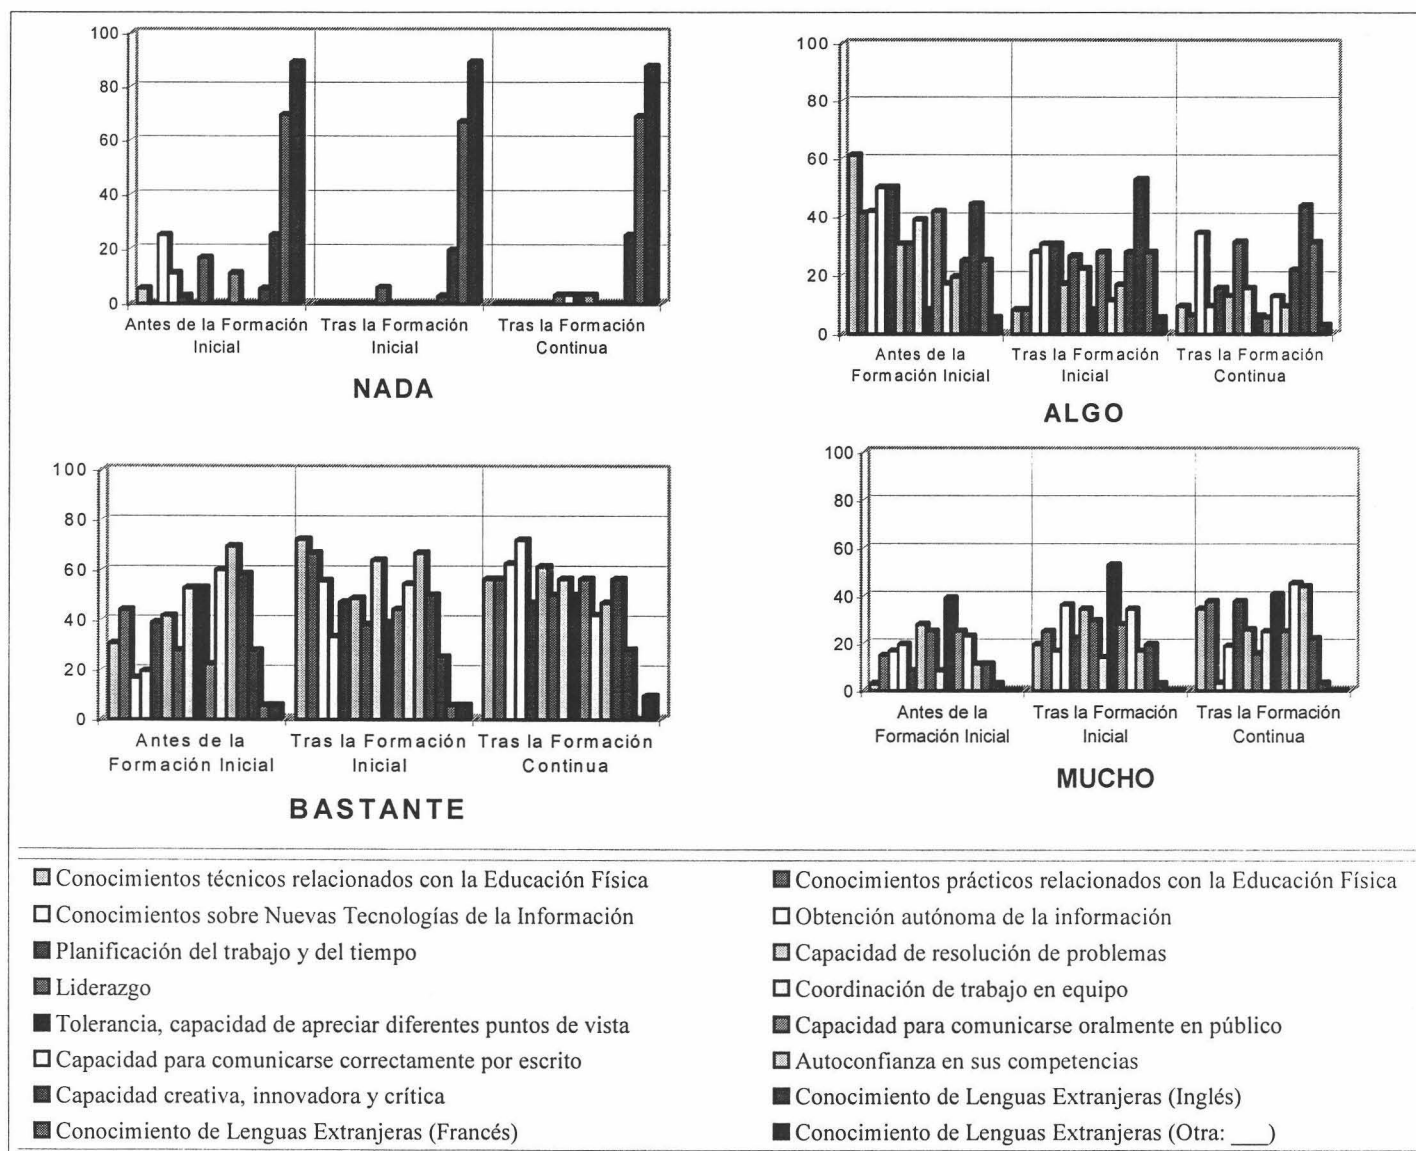 100
80
60
40
20
0
Antes de la Formación Inicial
Tras la Formación Inicial
Tras la Formación Continua
NADA
100
80
60
40
20
0
Antes de la Formación Inicial
Tras la Formación Inicial
Tras la Formación Continua
ALGO
100
80
60
40
20
0
Antes de la Formación Inicial
Tras la Formación Inicial
Tras la Formación Continua
BASTANTE
100
80
60
40
20
0
Antes de la Formación Inicial
Tras la Formación Inicial
Tras la Formación Continua
MUCHO
Conocimientos técnicos relacionados con la Educación Física
Conocimientos prácticos relacionados con la Educación Física
Conocimientos sobre Nuevas Tecnologías de la Información
Obtención autónoma de la información
Planificación del trabajo y del tiempo
Capacidad de resolución de problemas
Liderazgo
Coordinación de trabajo en equipo
Tolerancia, capacidad de apreciar diferentes puntos de vista
Capacidad para comunicarse oralmente en público
Capacidad para comunicarse correctamente por escrito
Autoconfianza en sus competencias
Capacidad creativa, innovadora y crítica
Conocimiento de Lenguas Extranjeras (Inglés)
Conocimiento de Lenguas Extranjeras (Francés)
Conocimiento de Lenguas Extranjeras (Otra: ___)